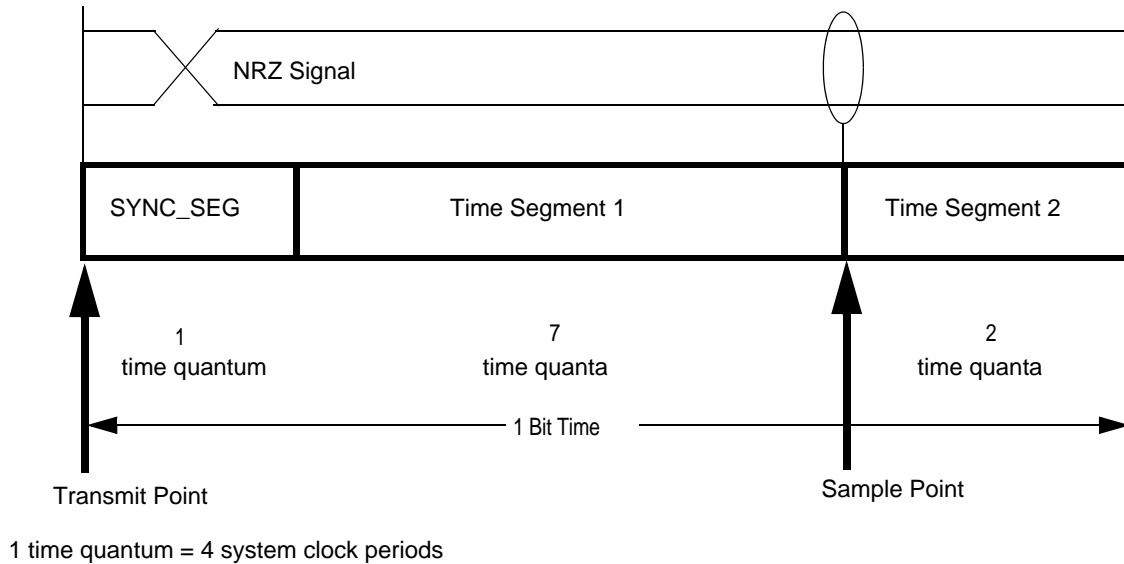 NRZ Signal
SYNC_SEG
Time Segment 1
Time Segment 2
1
time quantum
7
time quanta
2
time quanta
1 Bit Time
Transmit Point
Sample Point
1 time quantum = 4 system clock periods